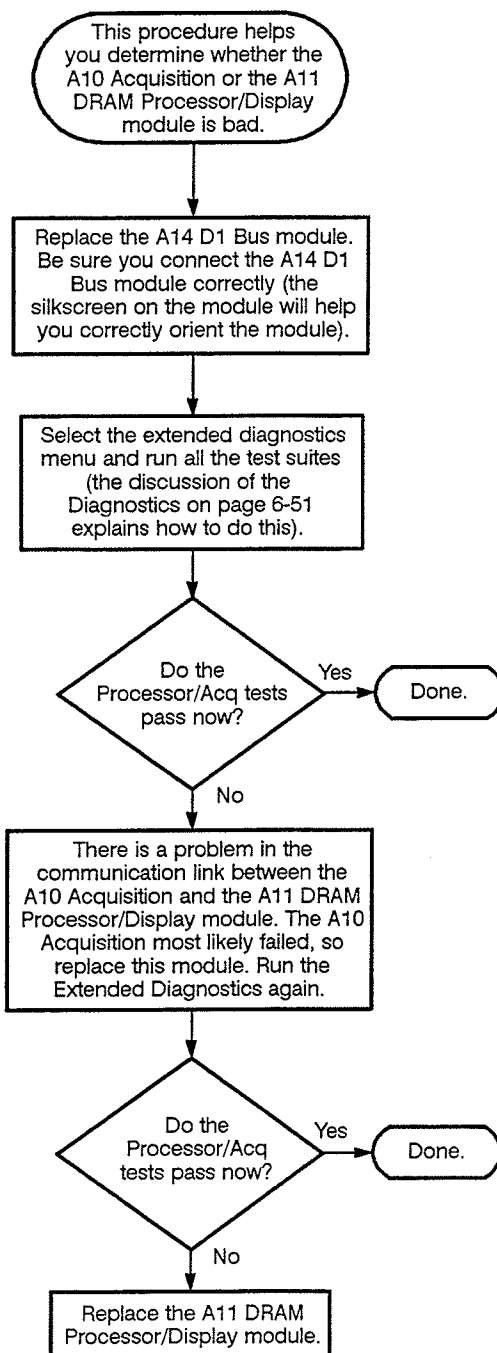 This procedure helps
you determine whether the
A10 Acquisition or the A11
DRAM Processor/Display
module is bad.
Replace the A14 D1 Bus module.
Be sure you connect the A14 D1
Bus module correctly (the
silkscreen on the module will help
you correctly orient the module).
Select the extended diagnostics
menu and run all the test suites
(the discussion of the
Diagnostics on page 6-51
explains how to do this).
Do the
Processor/Acq tests
pass now?
Yes
Done.
No
There is a problem in the
communication link between the
A10 Acquisition and the A11 DRAM
Processor/Display module. The A10
Acquisition most likely failed, so
replace this module. Run the
Extended Diagnostics again.
Do the
Processor/Acq
tests pass now?
Yes
Done.
No
Replace the A11 DRAM
Processor/Display module.